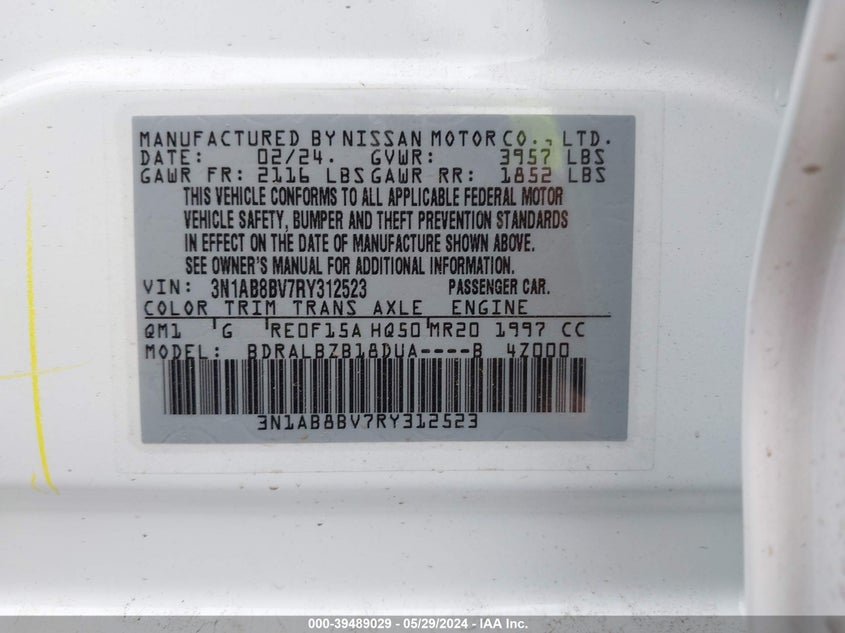 MANUFACTURED BY NISSAN MOTOR CO., LTD.
DATE: 02/24. GVWR: 3957 LBS
GAWR FR: 2116 LBS GAWR RR: 1852 LBS
THIS VEHICLE CONFORMS TO ALL APPLICABLE FEDERAL MOTOR
VEHICLE SAFETY, BUMPER AND THEFT PREVENTION STANDARDS
IN EFFECT ON THE DATE OF MANUFACTURE SHOWN ABOVE.
SEE OWNER'S MANUAL FOR ADDITIONAL INFORMATION.
VIN: 3N1AB8BV7RY312523 PASSENGER CAR.
COLOR TRIM TRANS AXLE ENGINE
QM1 G RE0F15A HQ50 MR20 1997 CC
MODEL: BDRALBZB18DUA----B 4Z000
3N1AB8BV7RY312523
000-39489029 - 05/29/2024 - IAA Inc.